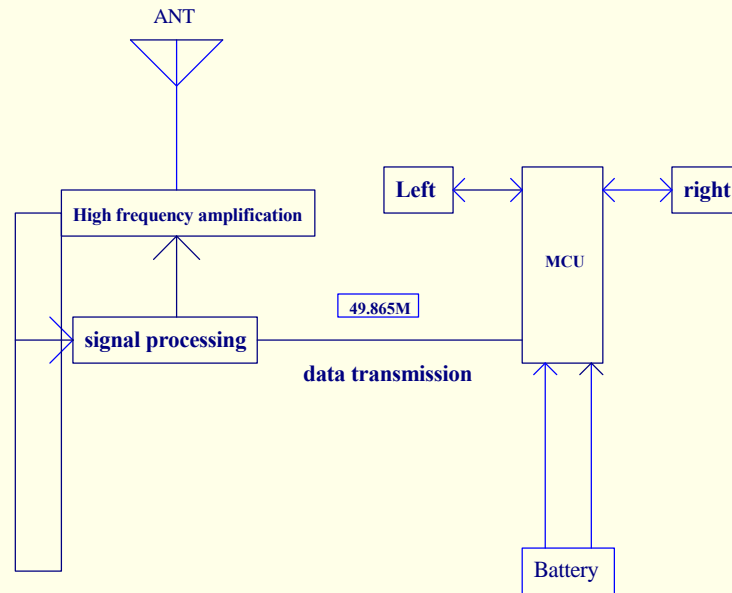 ANT
Left
right
High frequency amplification
MCU
49.865M
signal processing
data transmission
Battery